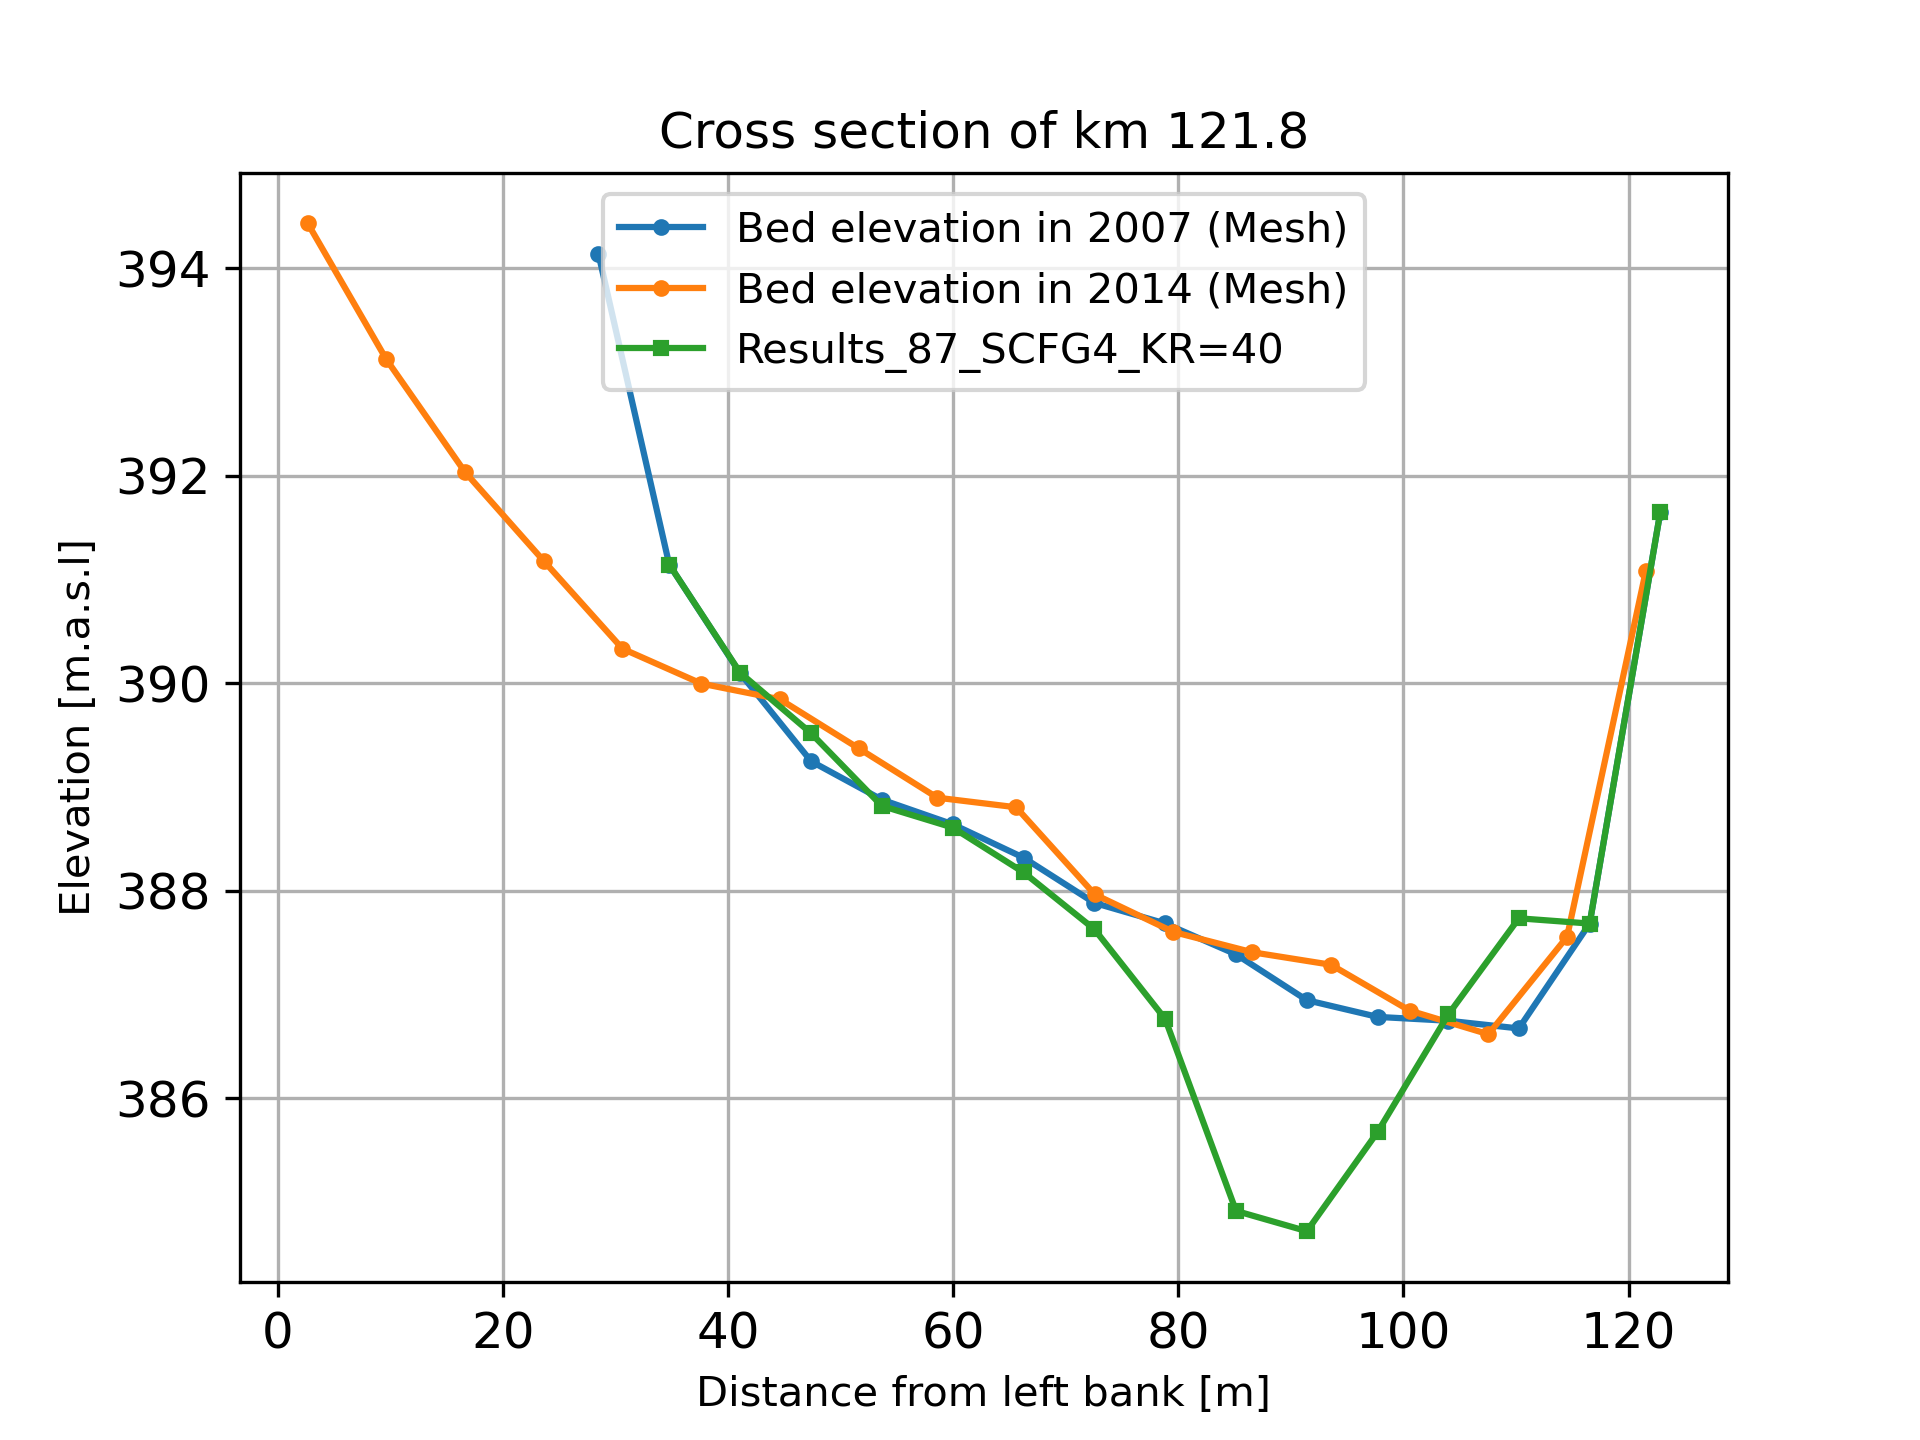 Cross section of km 121.8
Bed elevation in 2007 (Mesh)
Bed elevation in 2014 (Mesh)
Results_87_SCFG4_KR=40
394
392
390
388
386
Elevation [m.a.s.l]
0 20 40 60 80 100 120
Distance from left bank [m]